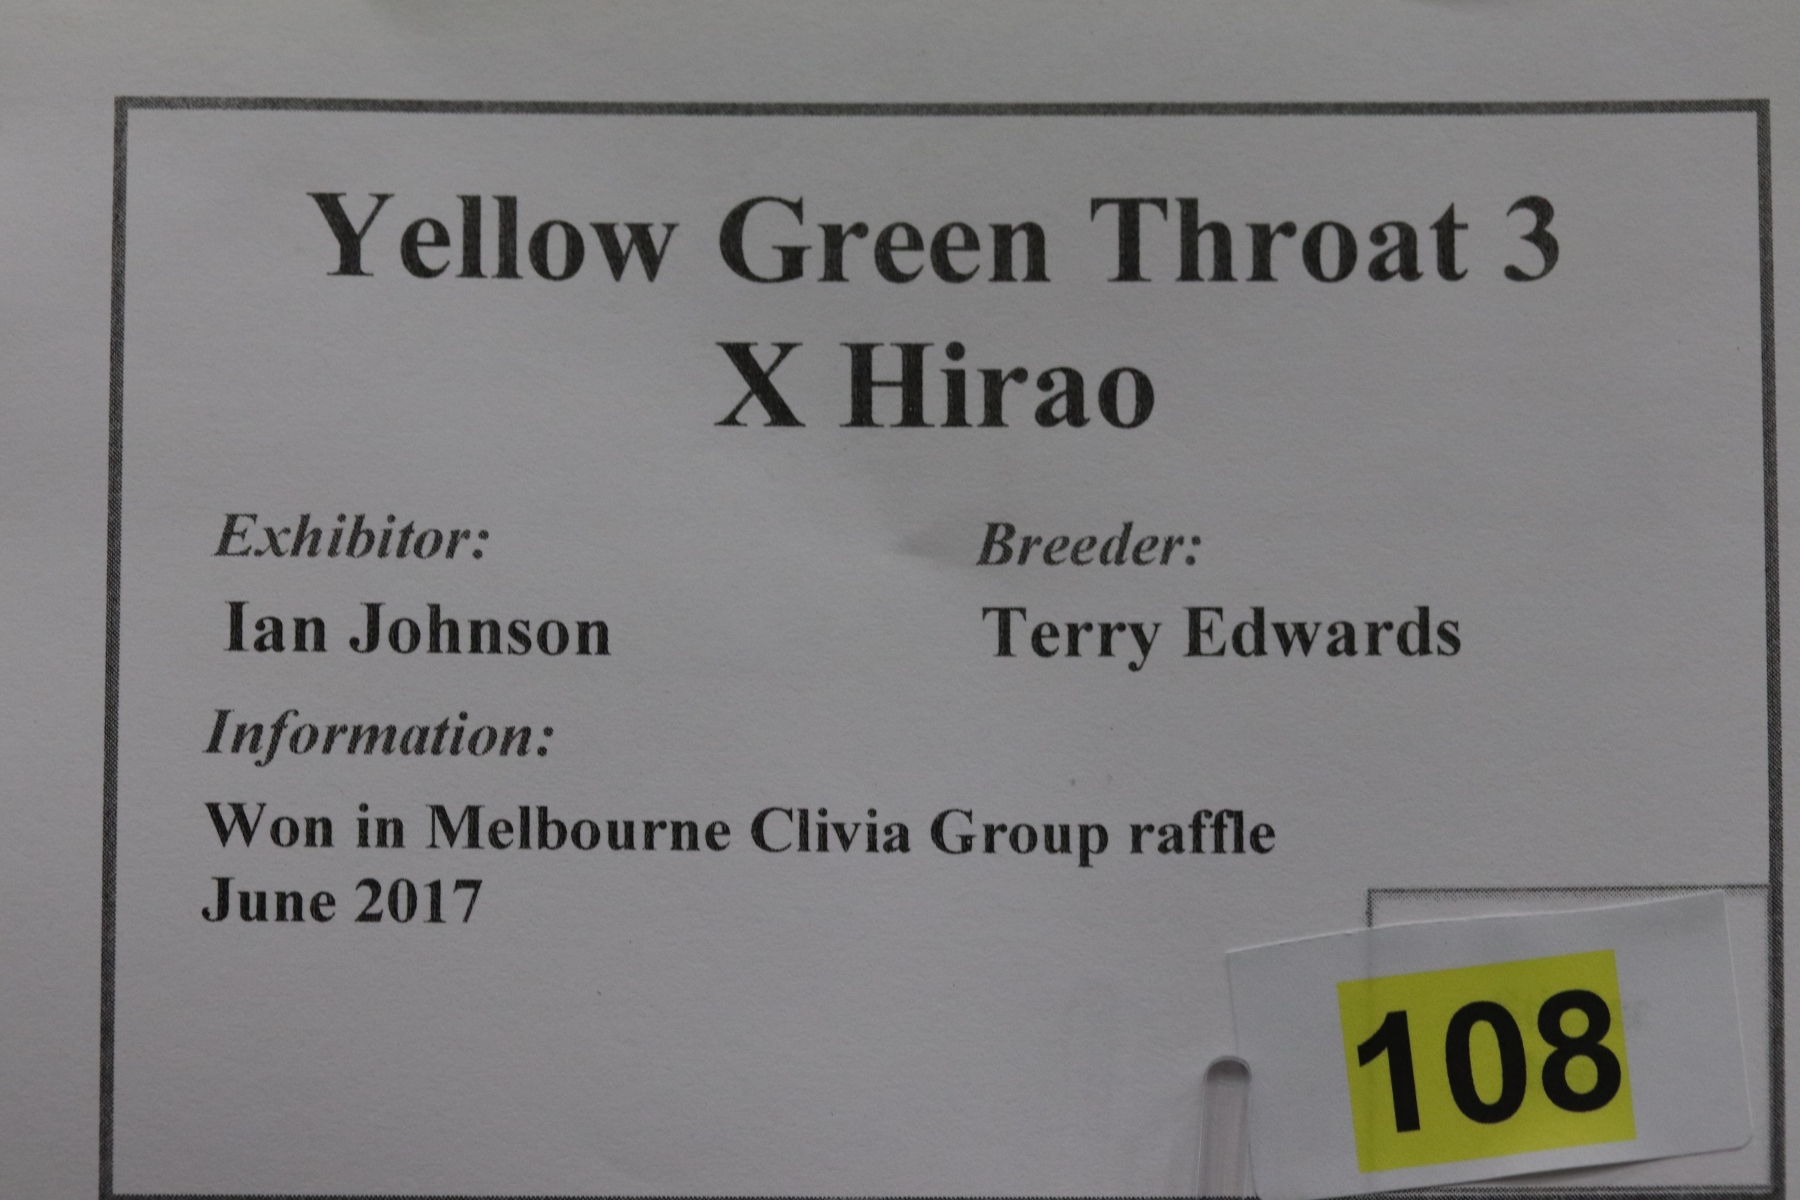 Yellow Green Throat 3
X Hirao
Exhibitor: Breeder:
Ian Johnson Terry Edwards
Information:
Won in Melbourne Clivia Group raffle
June 2017
108